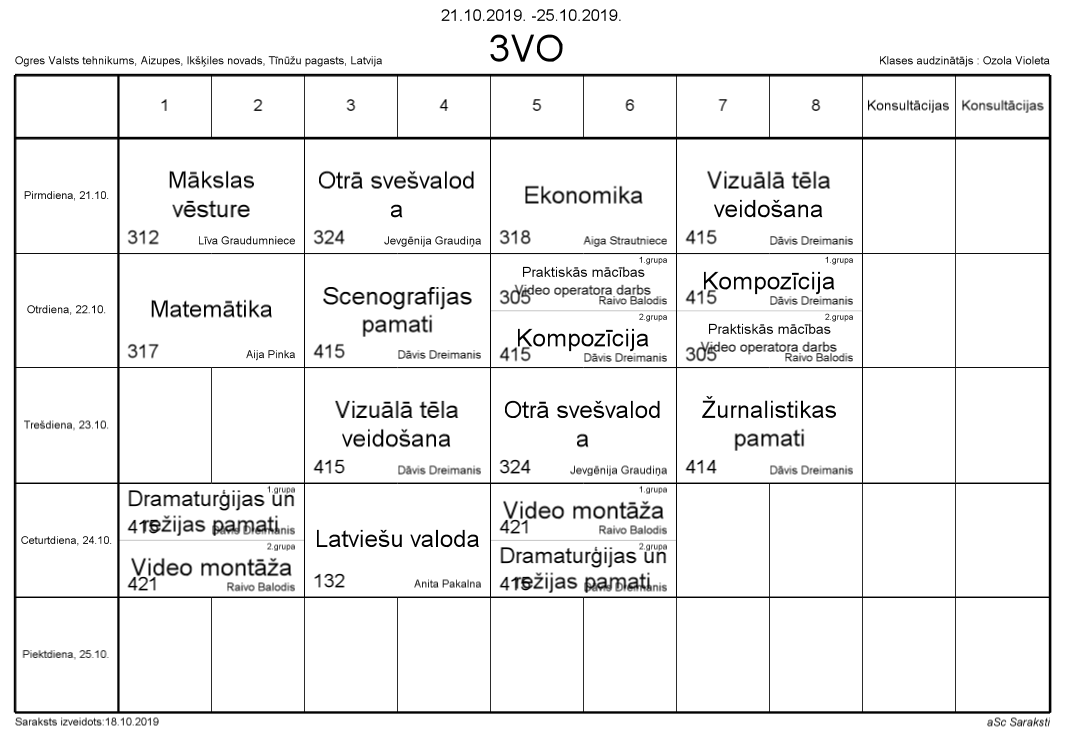 21.10.2019. -25.10.2019.
3VO
Ogres Valsts tehnikums, Aizupes, Ikšķiles novads, Tīnūžu pagasts, Latvija
Klases audzinātājs : Ozola Violeta
1 2 3 4 5 6 7 8 Konsultācijas Konsultācijas
Pirmdiena, 21.10.
Mākslas
vēsture
312 Līva Graudumniece
Otrā svešvalod
a
324 Jevgēnija Graudiņa
Ekonomika
318 Aiga Strautniece
Vizuālā tēla
veidošana
415 Dāvis Dreimanis
Otrdiena, 22.10.
Matemātika
317 Aija Pinka
Scenografijas
pamati
415 Dāvis Dreimanis
1.grupa
Praktiskās mācības
Video operatora darbs
305 Raivo Balodis
2.grupa
Kompozīcija
415 Dāvis Dreimanis
1.grupa
Kompozīcija
415 Dāvis Dreimanis
2.grupa
Praktiskās mācības
Video operatora darbs
305 Raivo Balodis
Trešdiena, 23.10.
Vizuālā tēla
veidošana
415 Dāvis Dreimanis
Otrā svešvalod
a
324 Jevgēnija Graudiņa
Žurnalistikas
pamati
414 Dāvis Dreimanis
Ceturtdiena, 24.10.
1.grupa
Dramaturģijas un
režijas pamati
415 Dāvis Dreimanis
2.grupa
Video montāža
421 Raivo Balodis
Latviešu valoda
132 Anita Pakalna
1.grupa
Video montāža
421 Raivo Balodis
2.grupa
Dramaturģijas un
režijas pamati
415 Dāvis Dreimanis
Piektdiena, 25.10.
Saraksts izveidots:18.10.2019
aSc Saraksti